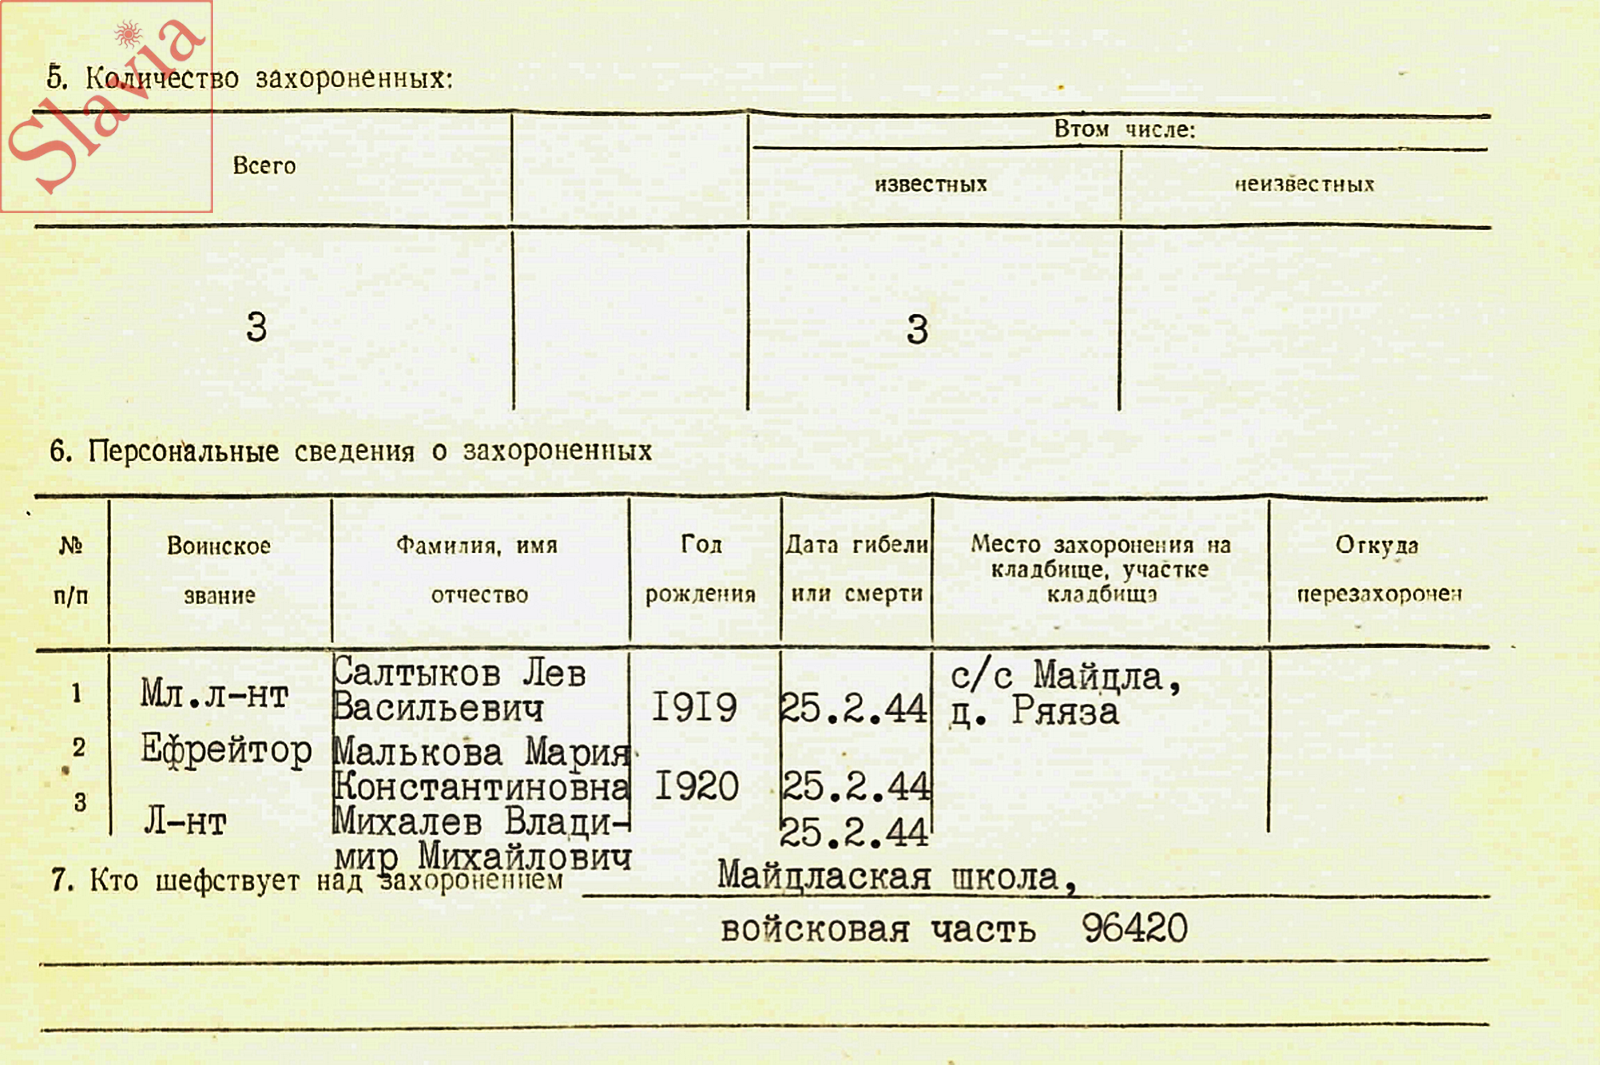 Slavia
5. Количество захороненных:
Всего
Втом числе:
известных
неизвестных
3
3
6. Персональные сведения о захороненных
№ Воинское Фамилия, имя Год Дата гибели Место захоронения на Откуда
кладбище, участке
п/п звание отчество рождения или смерти кладбища перезахоронен
Салтыков Лев с/с Майдла,
1 Мл.л-нт Васильевич I9I9 25.2.44 д. Ряяза
2 Ефрейтор Малькова Мария
Константиновна I920 25.2.44
3 Л-нт Михалев Влади- 25.2.44
мир Михайлович
7. Кто шефствует над захоронением Майдлаская школа,
войсковая часть 96420